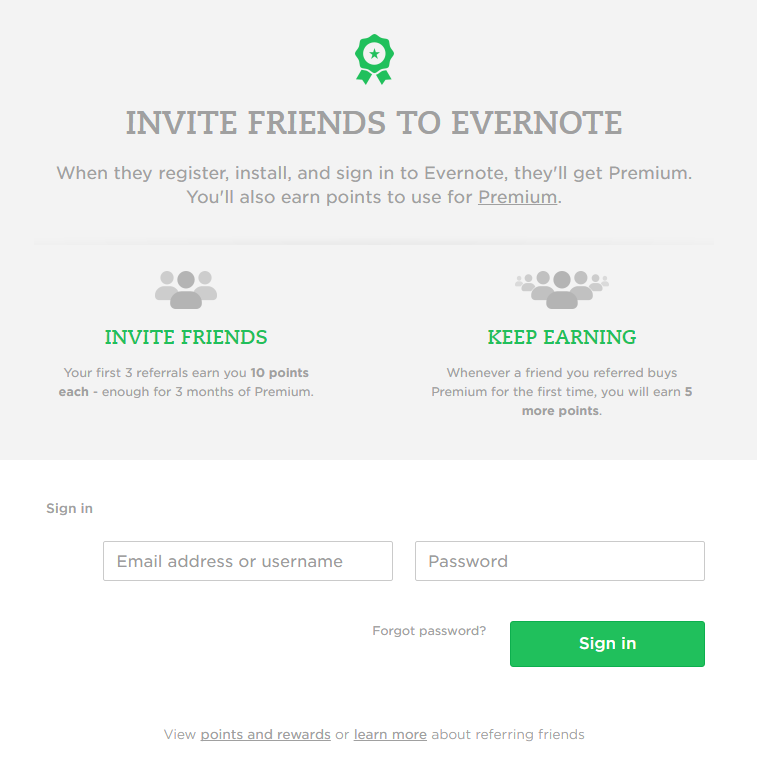 INVITE FRIENDS TO EVERNOTE
When they register, install, and sign in to Evernote, they'll get Premium.
You'll also earn points to use for Premium.
INVITE FRIENDS
Your first 3 referrals earn you 10 points
each - enough for 3 months of Premium.
KEEP EARNING
Whenever a friend you referred buys
Premium for the first time, you will earn 5
more points.
Sign in
Email address or username
Password
Forgot password?
Sign in
View points and rewards or learn more about referring friends